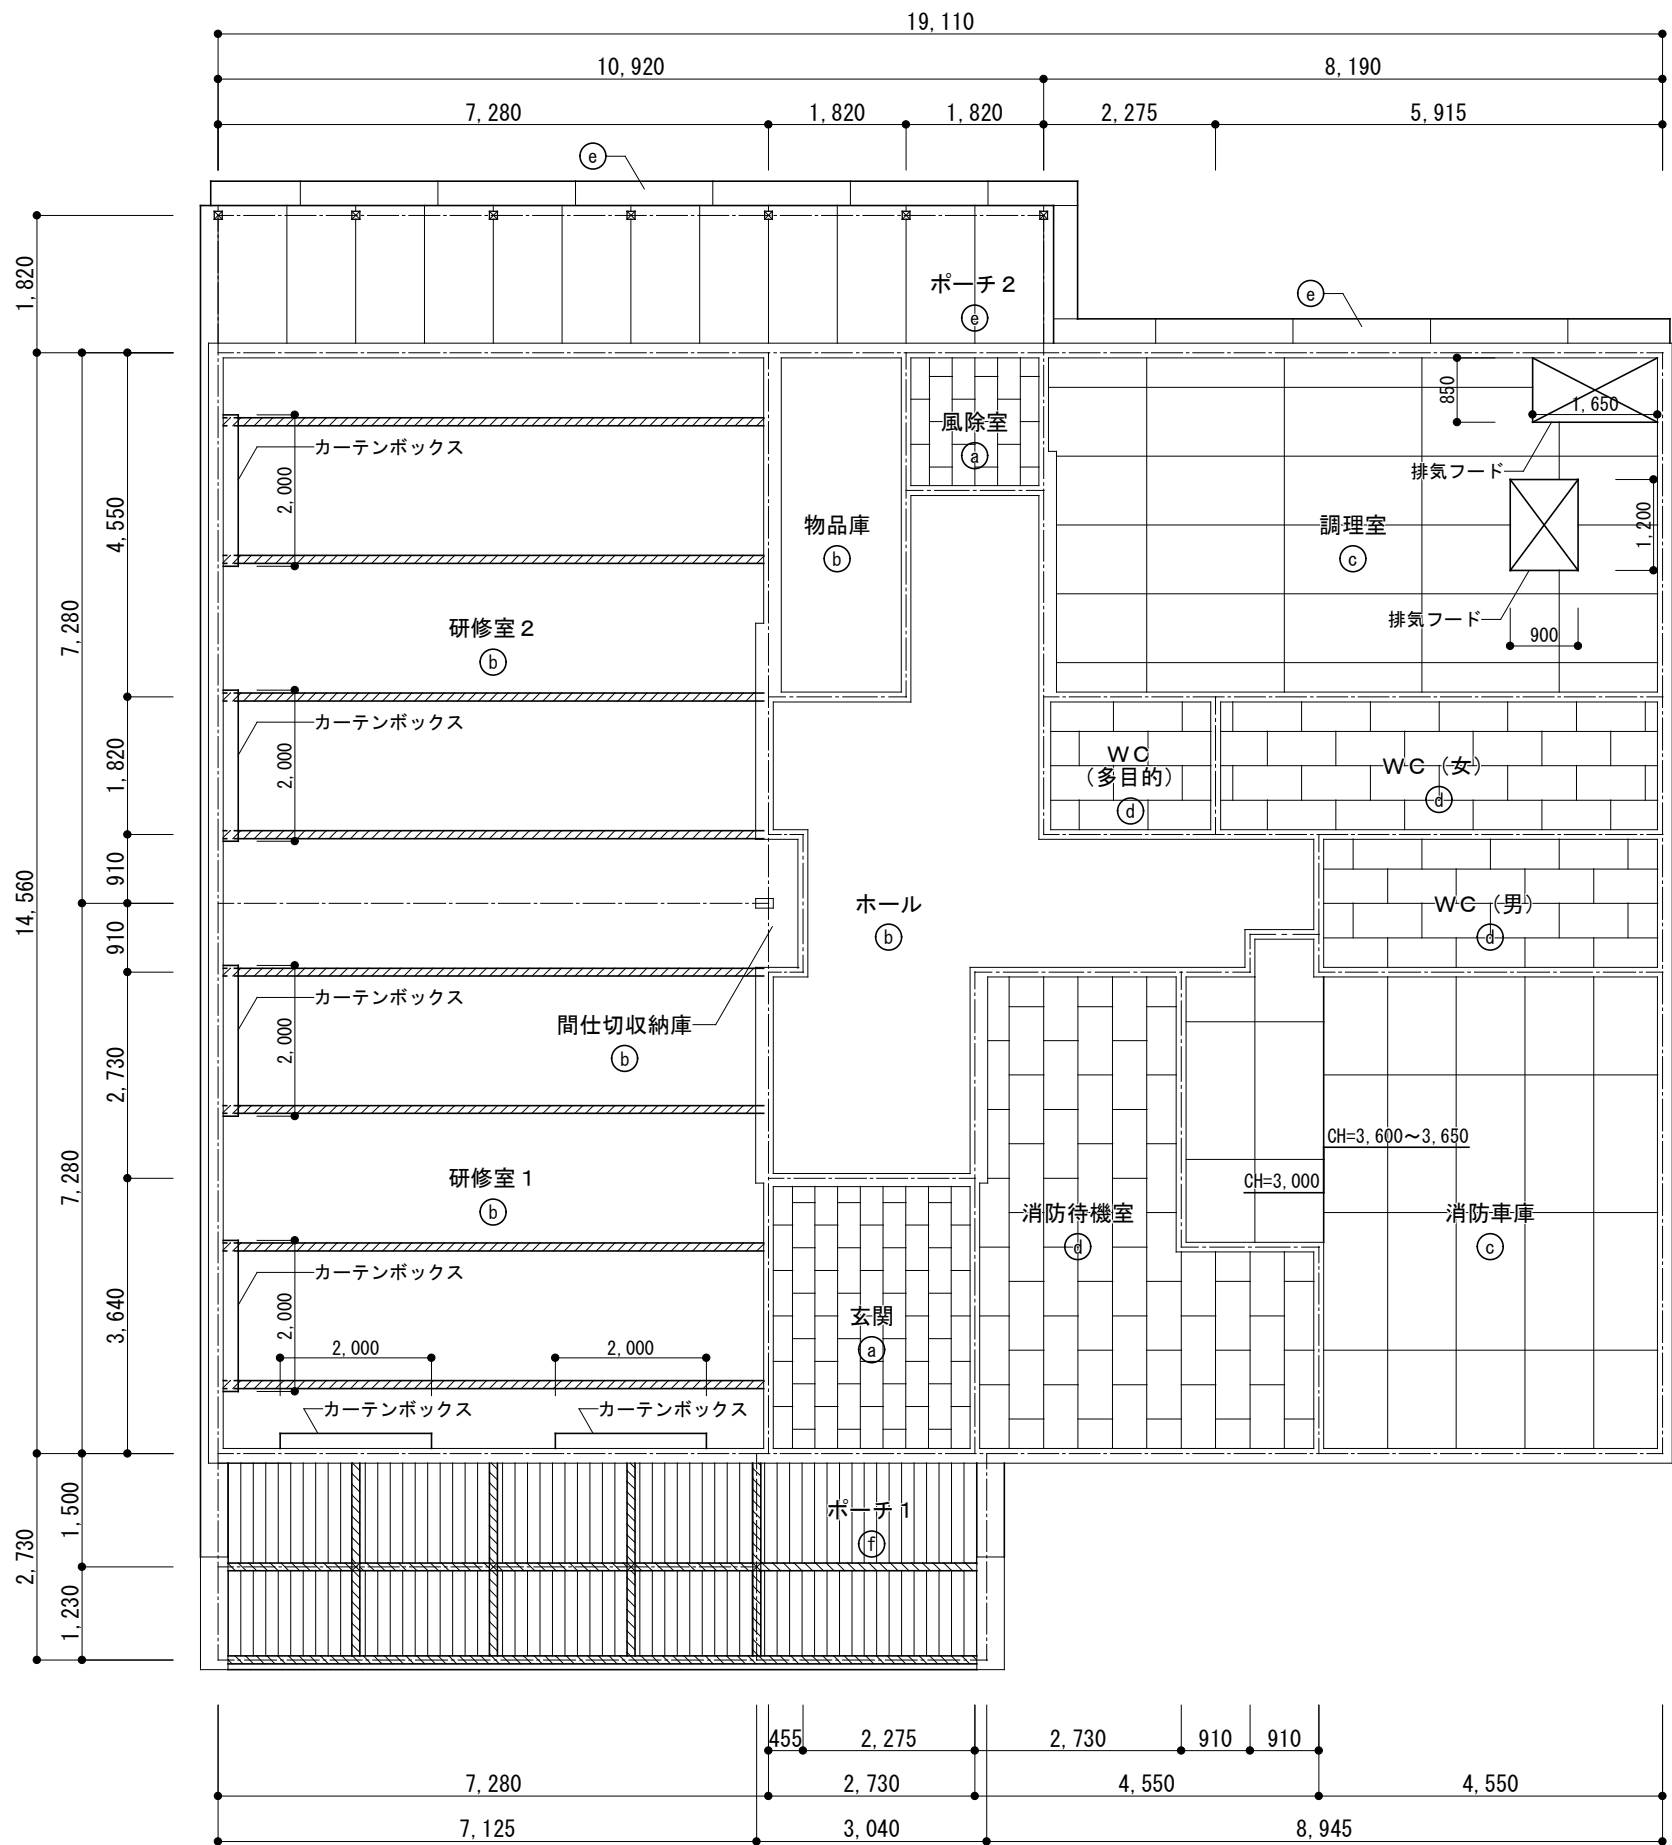 19,110
10,920
8,190
7,280
1,820
1,820
2,275
5,915
e
1,820
ポーチ２
e
e
850
1,650
風除室
a
カーテンボックス
2,000
排気フード
4,550
物品庫
b
調理室
c
1,200
7,280
研修室２
b
排気フード
900
カーテンボックス
2,000
1,820
ＷＣ
（多目的）
d
ＷＣ（女）
d
14,560
910
910
ホール
b
ＷＣ（男）
d
カーテンボックス
2,000
間仕切収納庫
b
2,730
7,280
CH=3,600～3,650
CH=3,000
研修室１
b
消防待機室
d
消防車庫
c
カーテンボックス
2,000
3,640
玄関
a
2,000
2,000
カーテンボックス
カーテンボックス
1,500
ポーチ１
f
2,730
1,230
455
2,275
2,730
910
910
7,280
2,730
4,550
4,550
7,125
3,040
8,945